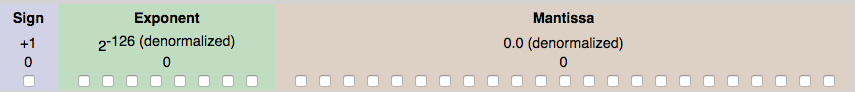 Sign Exponent Mantissa
+1 2-126 (denormalized) 0.0 (denormalized)
0 0 0